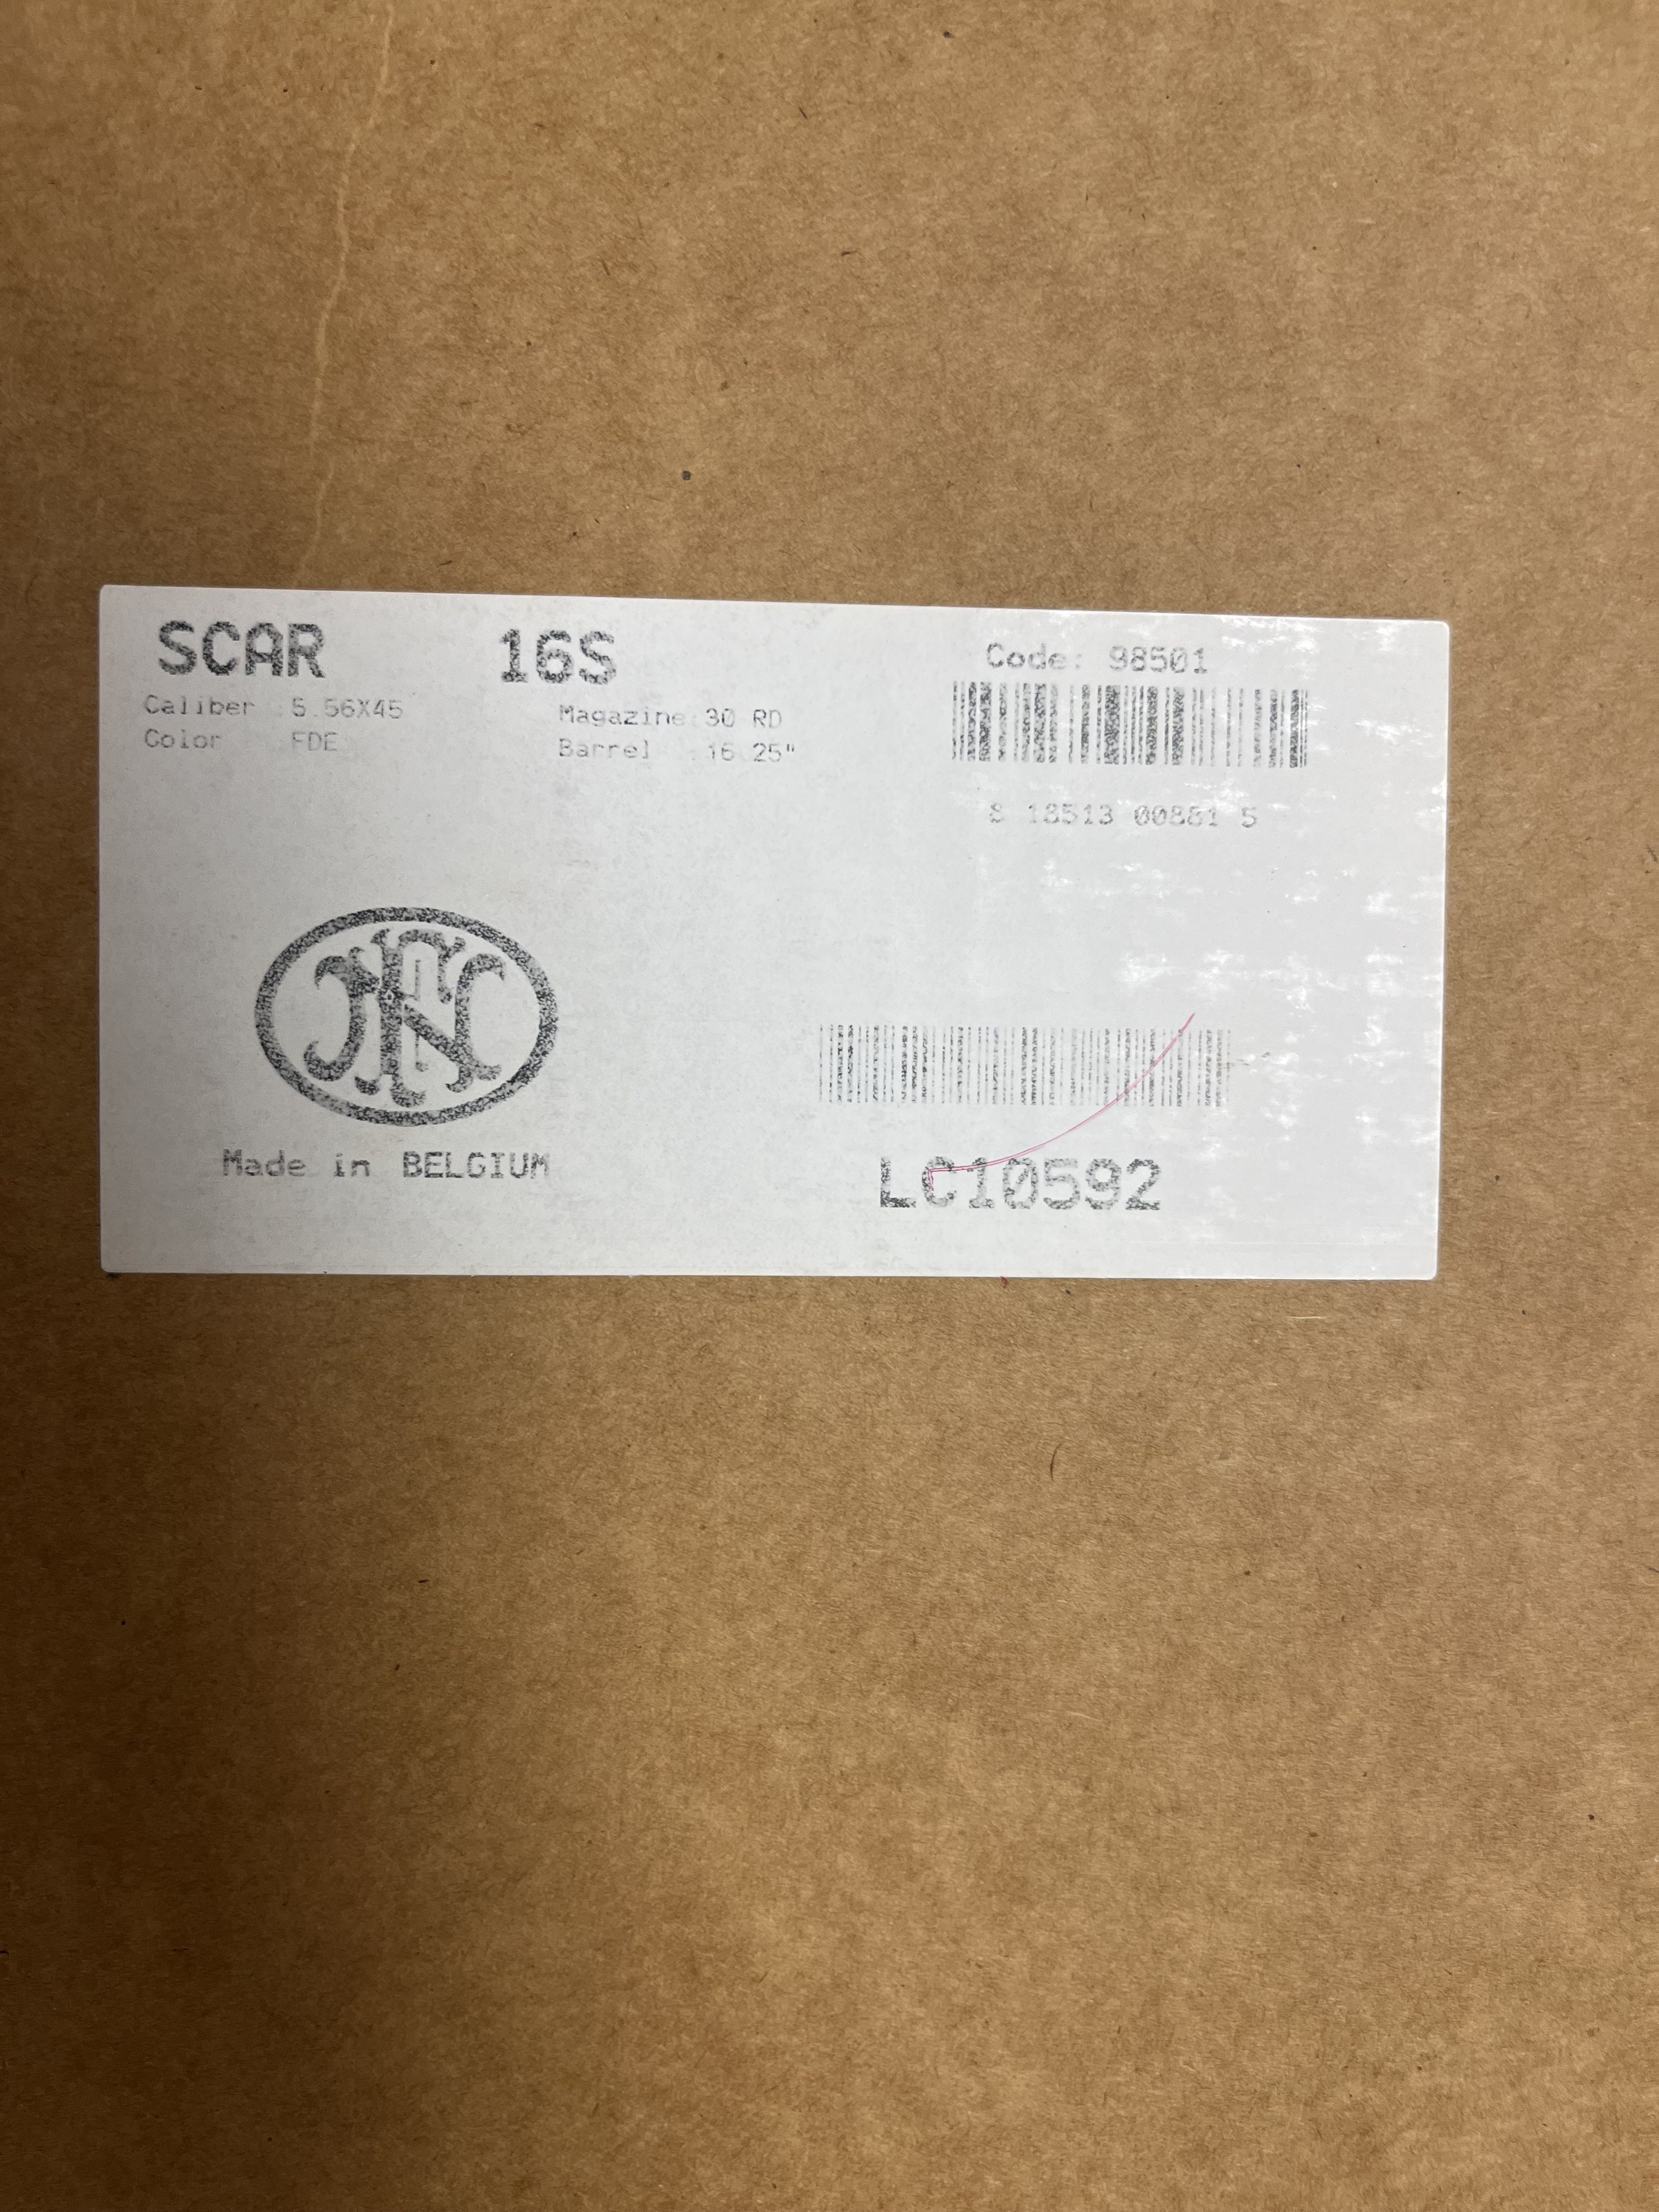 SCAR 16S
Caliber :5.56X45
Color :FDE
Magazine:30 RD
Barrel :16.25"
Code: 98501
8 18513 00881 5
FN
Made in BELGIUM
LC10592